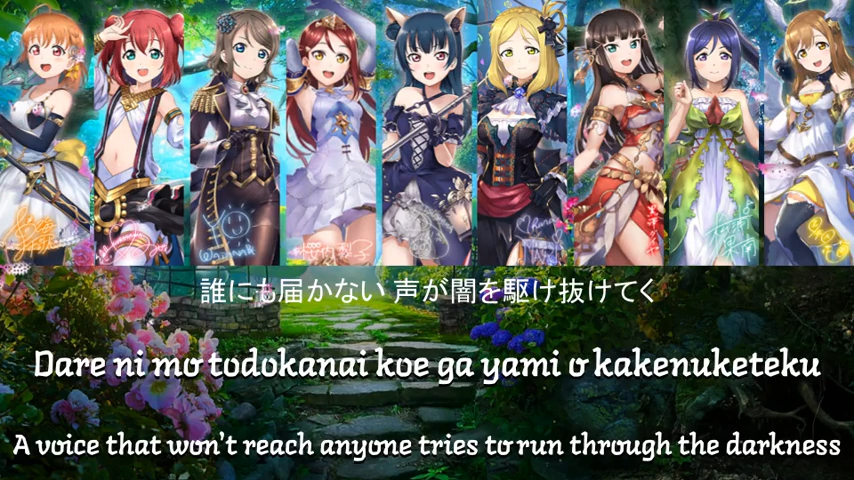 誰にも届かない 声が闇を駆け抜けてく
Dare ni mo todokanai koe ga yami o kakenuketeku
A voice that won't reach anyone tries to run through the darkness